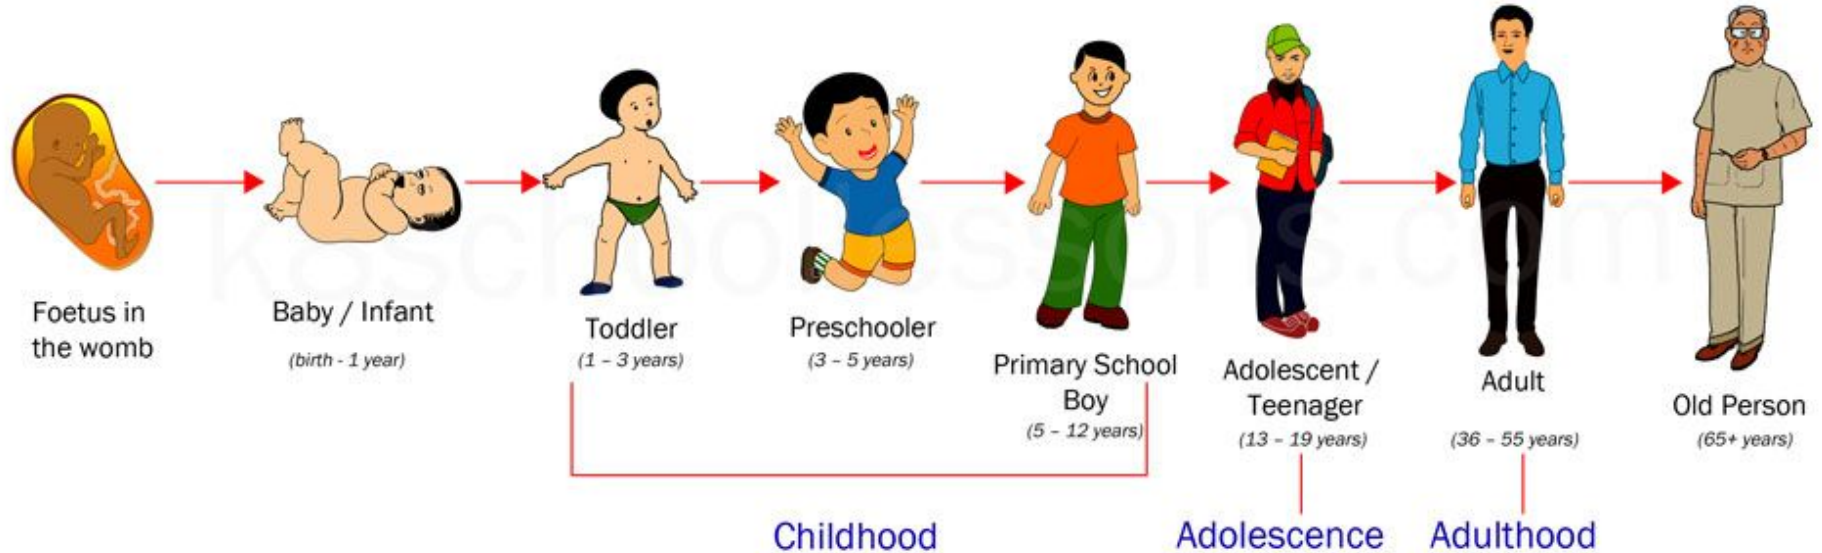 Foetus in
the womb
Baby / Infant
(birth - 1 year)
Toddler
(1 – 3 years)
Preschooler
(3 – 5 years)
Primary School
Boy
(5 – 12 years)
Adolescent /
Teenager
(13 – 19 years)
Adult
(36 – 55 years)
Old Person
(65+ years)
Childhood
Adolescence
Adulthood